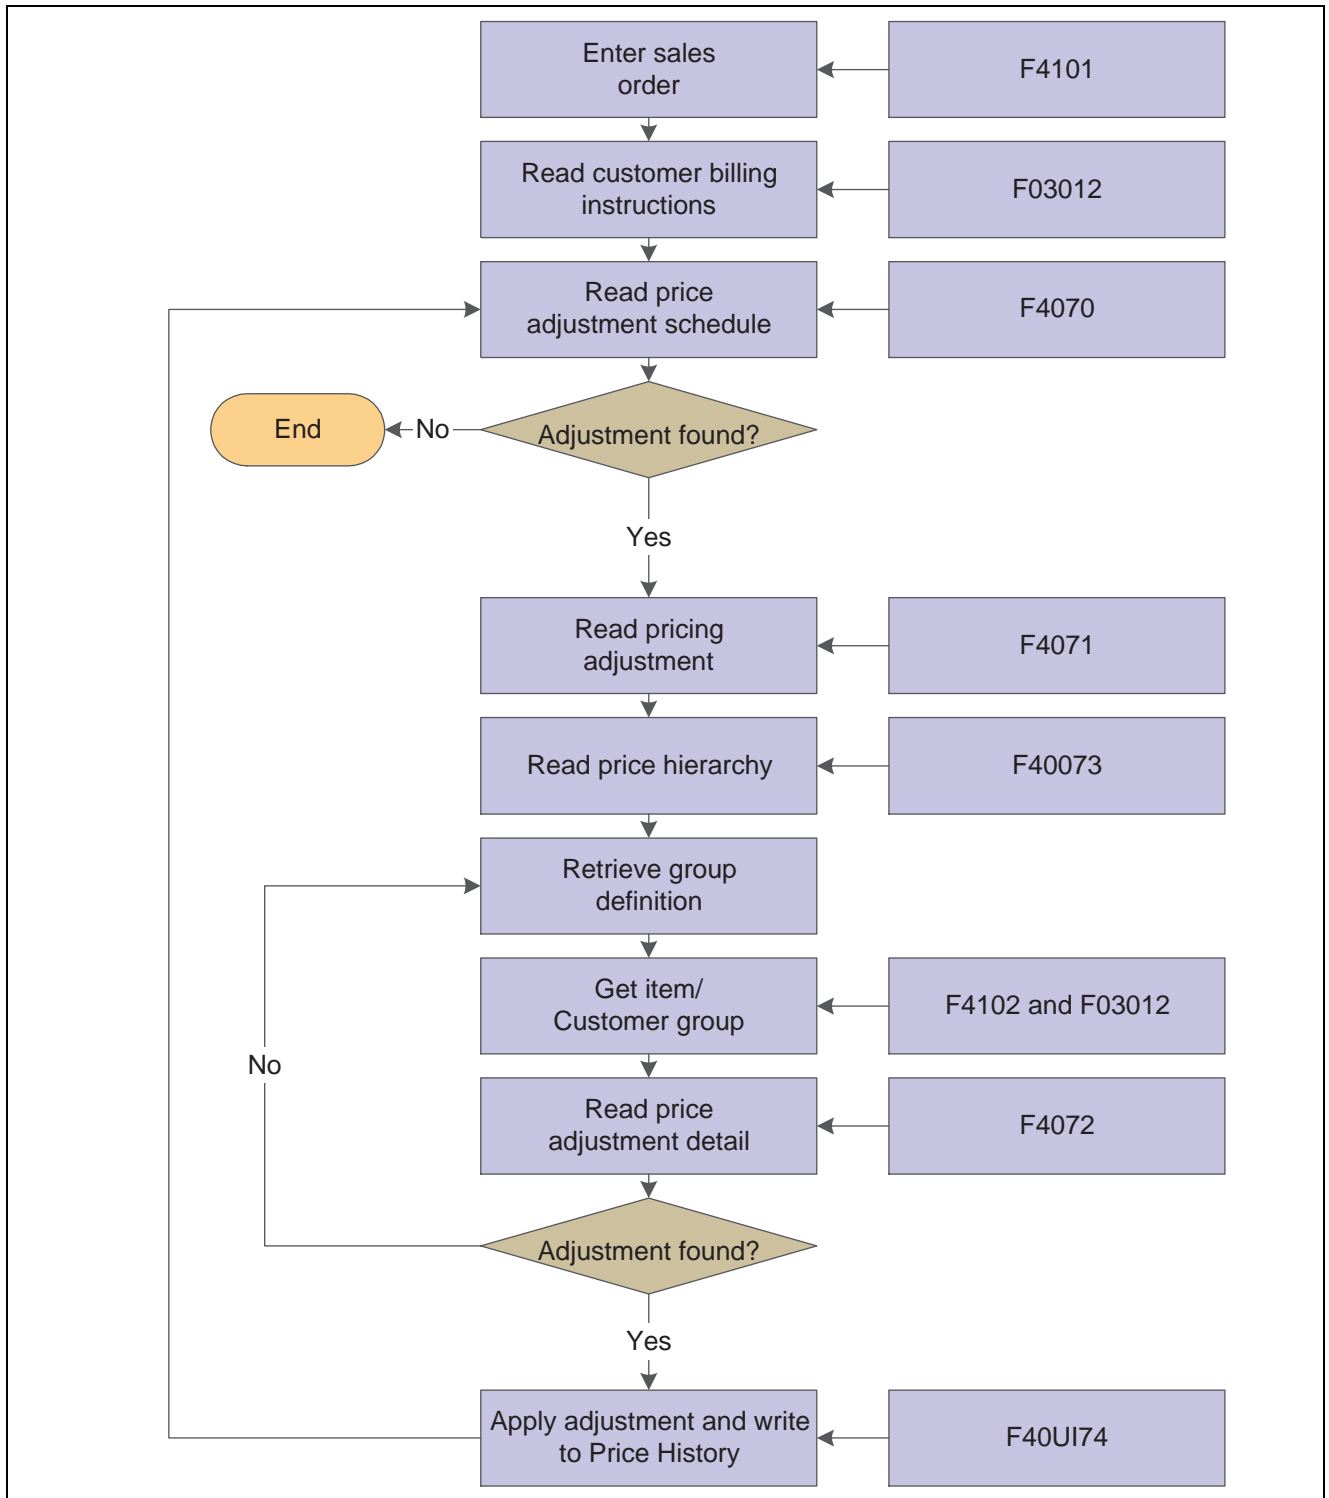 Enter sales
order
F4101
Read customer billing
instructions
F03012
Read price
adjustment schedule
F4070
End
No
Adjustment found?
Yes
Read pricing
adjustment
F4071
Read price hierarchy
F40073
Retrieve group
definition
Get item/
Customer group
F4102 and F03012
No
Read price
adjustment detail
F4072
Adjustment found?
Yes
Apply adjustment and write
to Price History
F40UI74